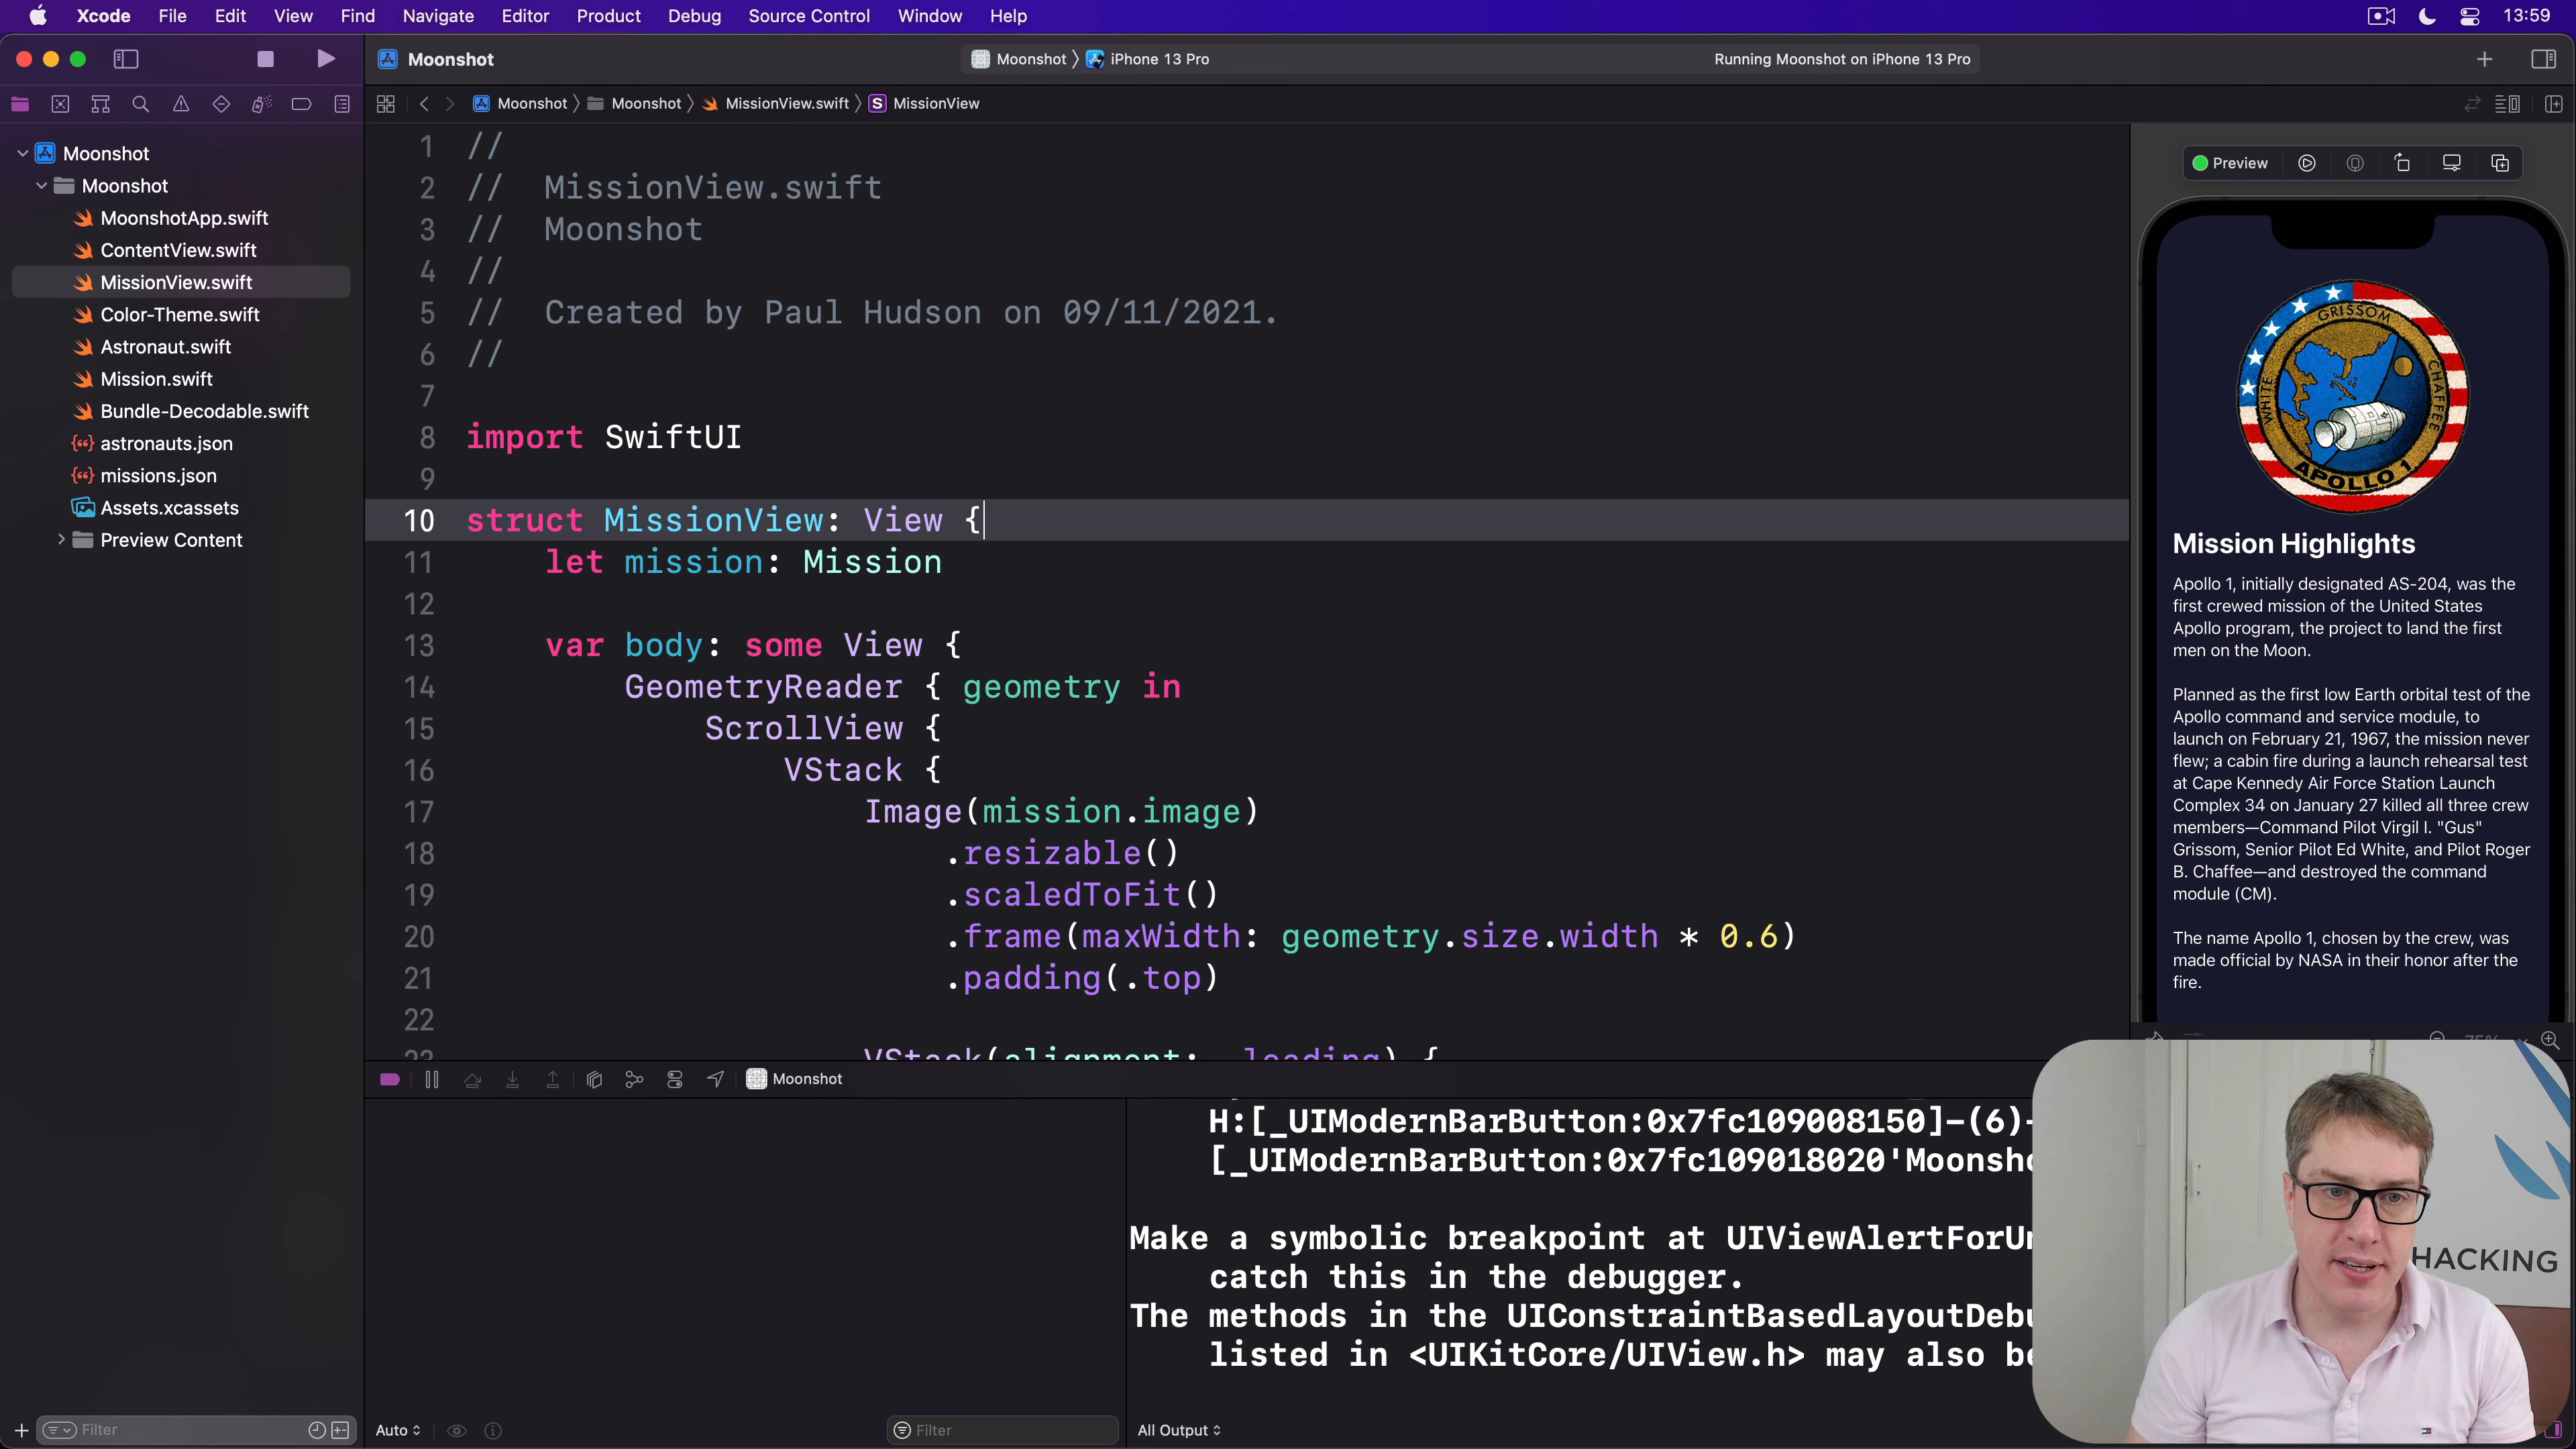 Xcode File Edit View Find Navigate Editor Product Debug Source Control Window Help 13:59
Moonshot
Moonshot iPhone 13 Pro
Running Moonshot on iPhone 13 Pro
Moonshot Moonshot MissionView.swift S MissionView
Moonshot
Moonshot
MoonshotApp.swift
ContentView.swift
MissionView.swift
Color-Theme.swift
Astronaut.swift
Mission.swift
Bundle-Decodable.swift
astronauts.json
missions.json
Assets.xcassets
Preview Content
Filter
1 //
2 //  MissionView.swift
3 //  Moonshot
4 //
5 //  Created by Paul Hudson on 09/11/2021.
6 //
7
8 import SwiftUI
9
10 struct MissionView: View {
11     let mission: Mission
12
13     var body: some View {
14         GeometryReader { geometry in
15             ScrollView {
16                 VStack {
17                     Image(mission.image)
18                         .resizable()
19                         .scaledToFit()
20                         .frame(maxWidth: geometry.size.width * 0.6)
21                         .padding(.top)
22
23                     VStack(alignment: .leading) {
Preview
GRISSOM
WHITE
CHAFFEE
APOLLO 1
Mission Highlights
Apollo 1, initially designated AS-204, was the
first crewed mission of the United States
Apollo program, the project to land the first
men on the Moon.
Planned as the first low Earth orbital test of the
Apollo command and service module, to
launch on February 21, 1967, the mission never
flew; a cabin fire during a launch rehearsal test
at Cape Kennedy Air Force Station Launch
Complex 34 on January 27 killed all three crew
members—Command Pilot Virgil I. "Gus"
Grissom, Senior Pilot Ed White, and Pilot Roger
B. Chaffee—and destroyed the command
module (CM).
The name Apollo 1, chosen by the crew, was
made official by NASA in their honor after the
fire.
75%
Moonshot
H:[_UIModernBarButton:0x7fc109008150]-(6)-
[_UIModernBarButton:0x7fc109018020'Moonsho
Make a symbolic breakpoint at UIViewAlertForUn
catch this in the debugger.
The methods in the UIConstraintBasedLayoutDebu
listed in <UIKitCore/UIView.h> may also be
Auto
Filter
All Output
HACKING